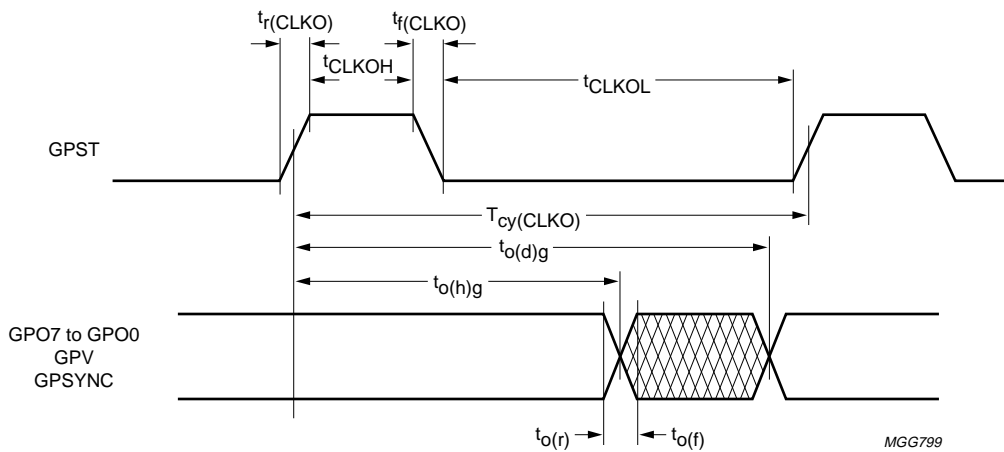 tr(CLKO)
tf(CLKO)
tCLKOH
tCLKOL
GPST
Tcy(CLKO)
to(d)g
to(h)g
GPO7 to GPO0
GPV
GPSYNC
to(r)
to(f)
MGG799